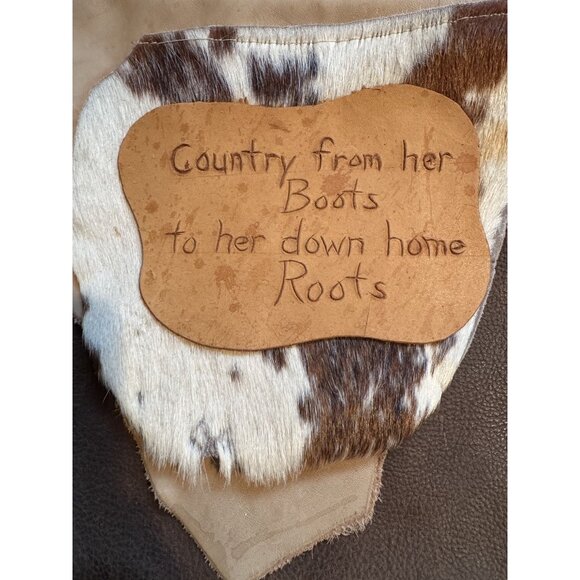 Country from her
Boots
to her down home
Roots